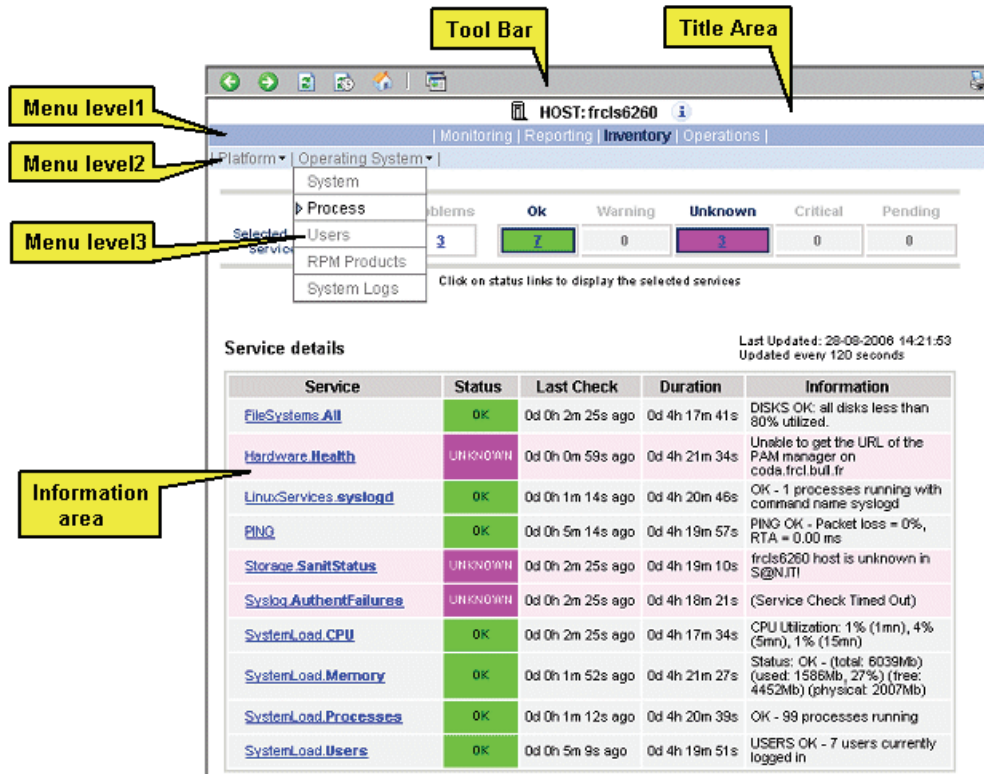 Tool Bar
Title Area
Menu level1
HOST: frcls6260
| Monitoring | Reporting | Inventory | Operations |
Menu level2
| Platform | Operating System |
System
Process
Users
RPM Products
System Logs
Menu level3
Selected
Service
blems
Ok
Warning
Unknown
Critical
Pending
3
7
0
3
0
0
Click on status links to display the selected services
Service details
Last Updated: 28-08-2006 14:21:53
Updated every 120 seconds
Service Status Last Check Duration Information
FileSystems.All OK 0d 0h 2m 25s ago 0d 4h 17m 41s DISKS OK: all disks less than
80% utilized.
Hardware.Health UNKNOWN 0d 0h 0m 59s ago 0d 4h 21m 34s Unable to get the URL of the
PAM manager on
coda.frcl.bull.fr
Information
area
LinuxServices.syslogd OK 0d 0h 1m 14s ago 0d 4h 20m 46s OK - 1 processes running with
command name syslogd
PING OK 0d 0h 5m 14s ago 0d 4h 19m 57s PING OK - Packet loss = 0%,
RTA = 0.00 ms
Storage.SanitStatus UNKNOWN 0d 0h 2m 25s ago 0d 4h 19m 10s frcls6260 host is unknown in
S@N.IT!
Syslog.AuthentFailures UNKNOWN 0d 0h 2m 25s ago 0d 4h 18m 21s (Service Check Timed Out)
SystemLoad.CPU OK 0d 0h 2m 25s ago 0d 4h 17m 34s CPU Utilization: 1% (1mn), 4%
(5mn), 1% (15mn)
SystemLoad.Memory OK 0d 0h 1m 52s ago 0d 4h 21m 27s Status: OK - (total: 6039Mb)
(used: 1586Mb, 27%) (free:
4452Mb) (physical: 2007Mb)
SystemLoad.Processes OK 0d 0h 1m 12s ago 0d 4h 20m 39s OK - 99 processes running
SystemLoad.Users OK 0d 0h 5m 9s ago 0d 4h 19m 51s USERS OK - 7 users currently
logged in